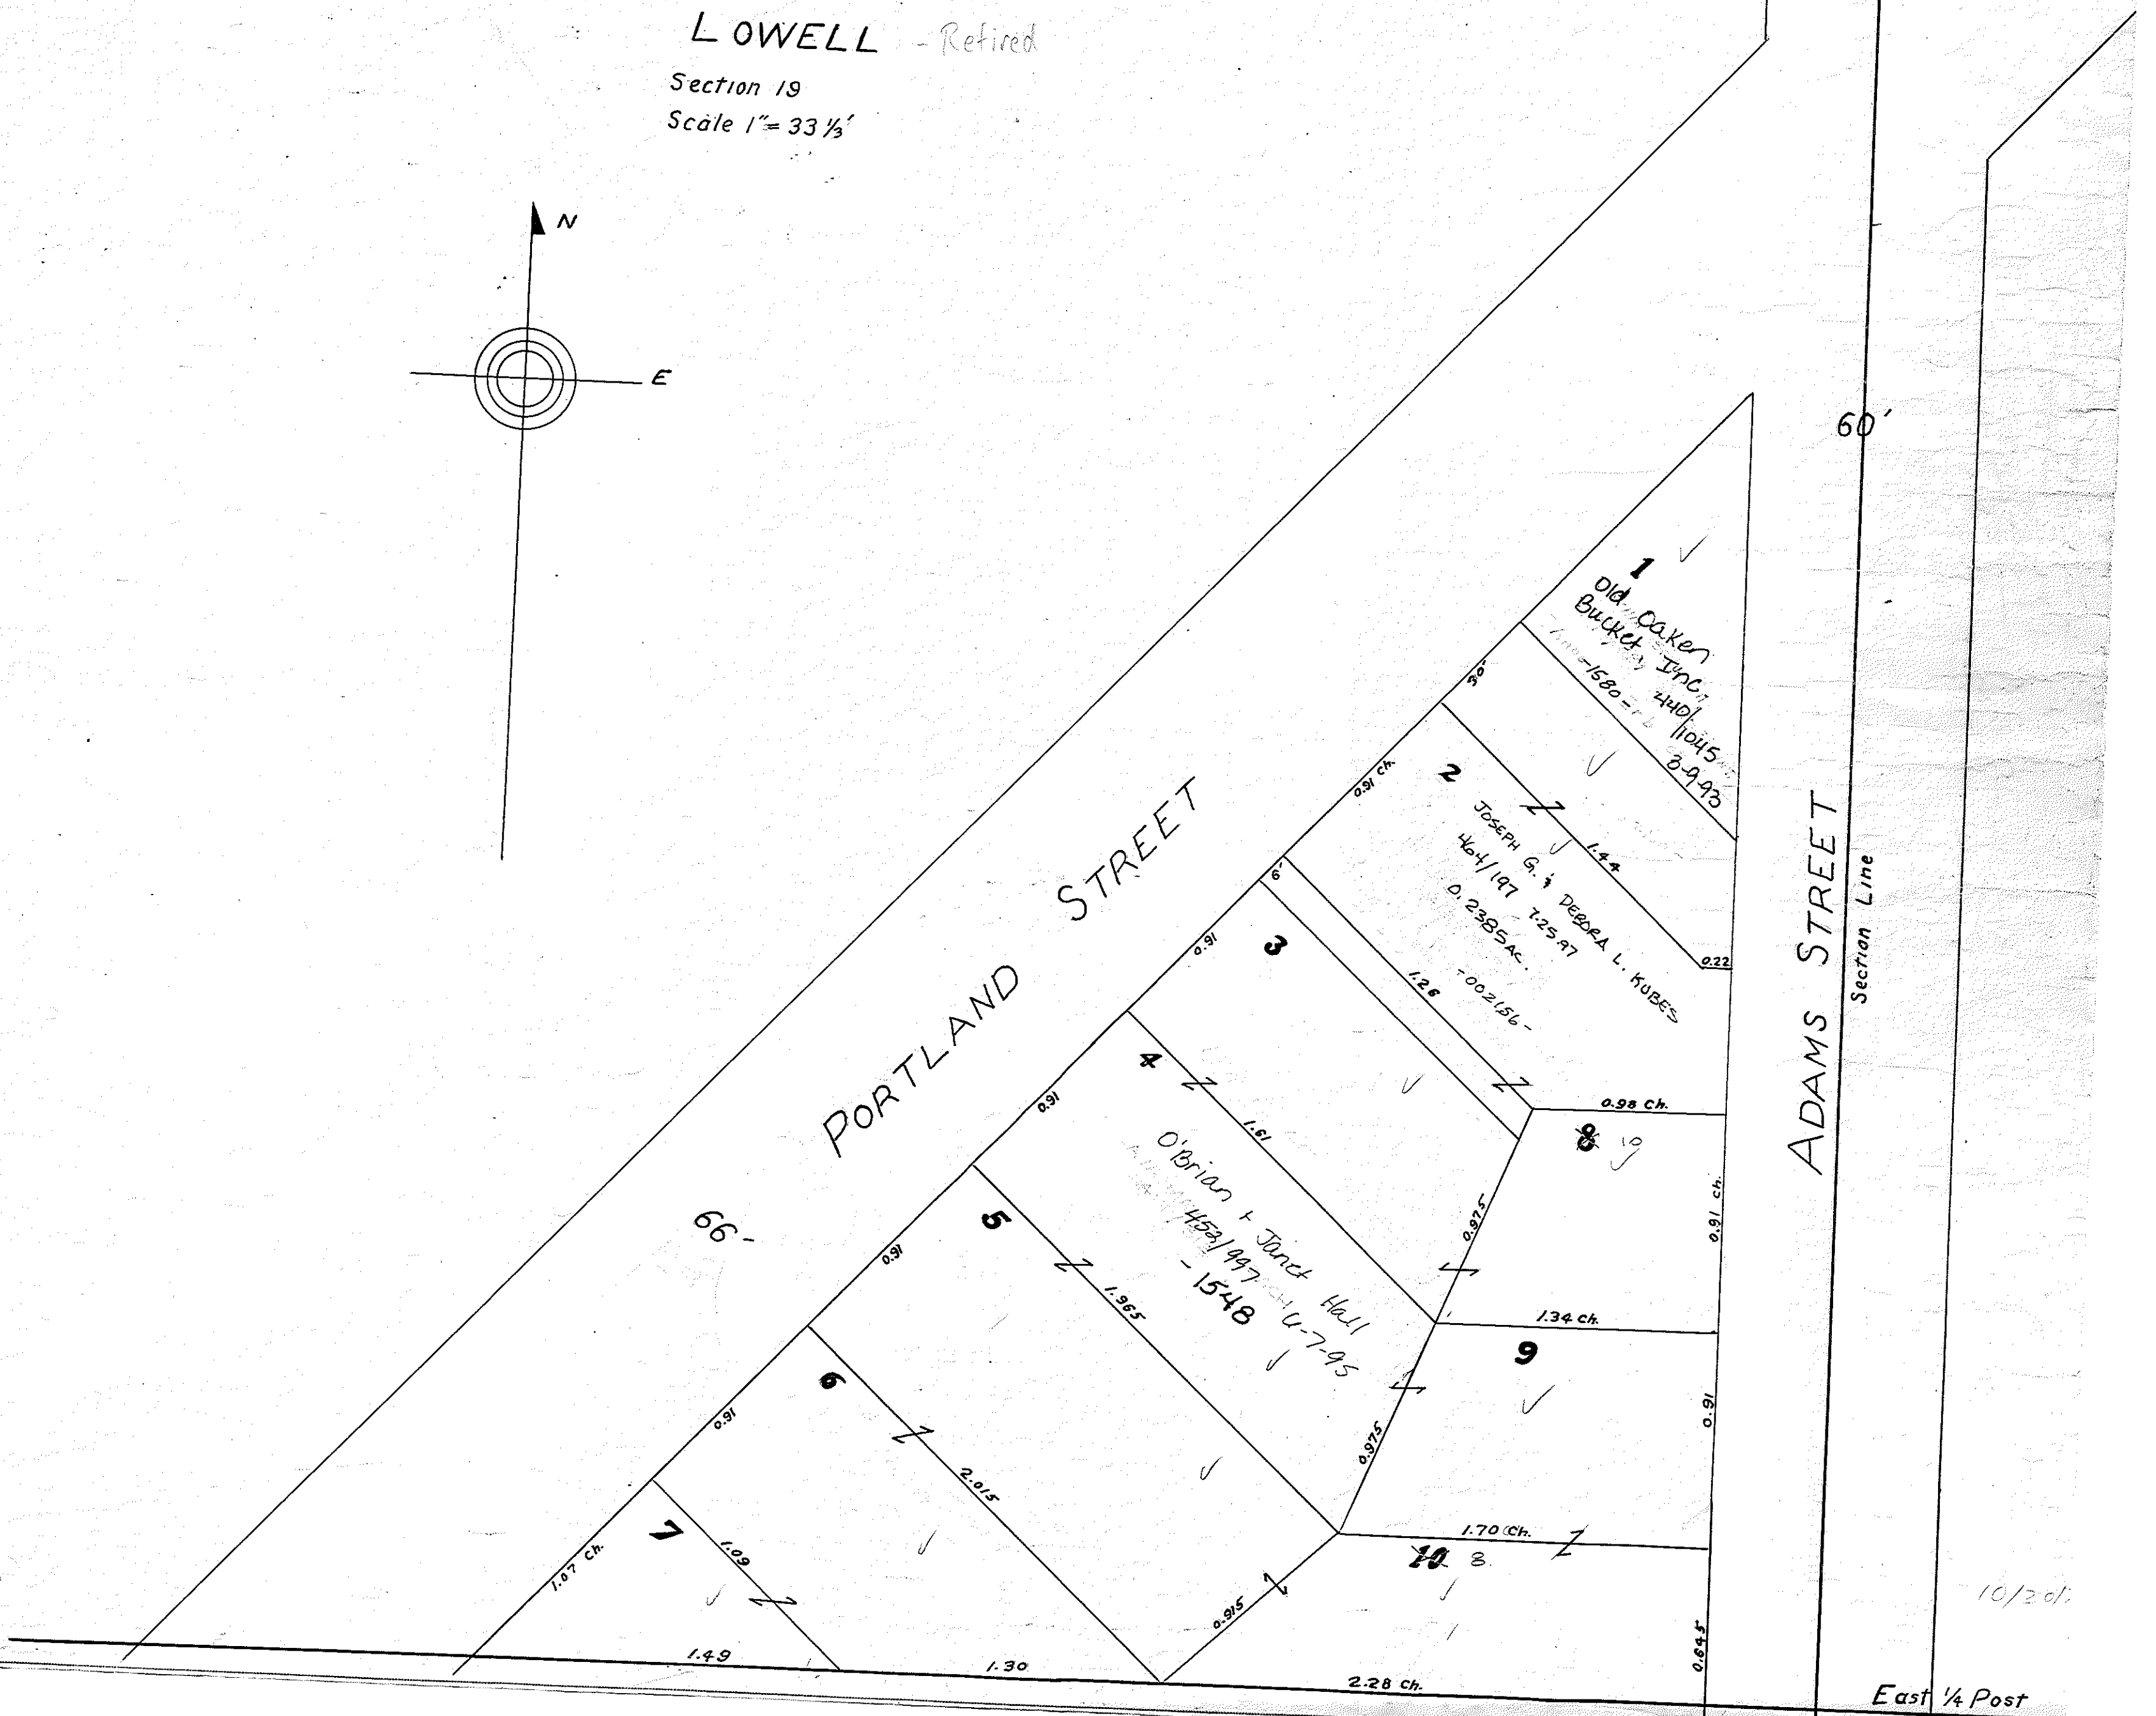 LOWELL - Retired
Section 19
Scale 1"= 33 ⅓'
N
E
60'
1
Old Oaken
Bucket, Inc.
-1580-
440/1045
3-9-93
30'
0.91 Ch.
2
JOSEPH G. & DEBORA L. KUBES
464/197 - 7.25.97
0.2385 AC.
-002156-
1.44
0.22
6'
1.26
0.91
3
PORTLAND STREET
ADAMS STREET
Section Line
0.91
4
1.61
O'Brian + Janet Hall
452/997 6-7-95
-1548
0.98 Ch.
8 10
0.91 Ch.
0.975
66-
0.91
5
1.965
1.34 Ch.
9
0.91
0.975
0.91
6
2.015
1.70 Ch.
10 8
1.07 Ch.
7
1.09
0.915
0.645
1.49
1.30
2.28 Ch.
East ¼ Post